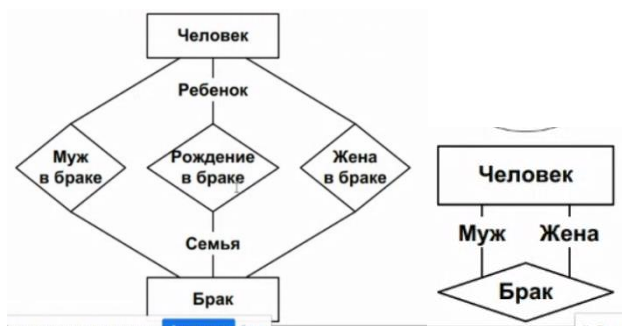 Человек
Ребенок
Муж
в браке
Рождение
в браке
Жена
в браке
Семья
Брак
Человек
Муж Жена
Брак